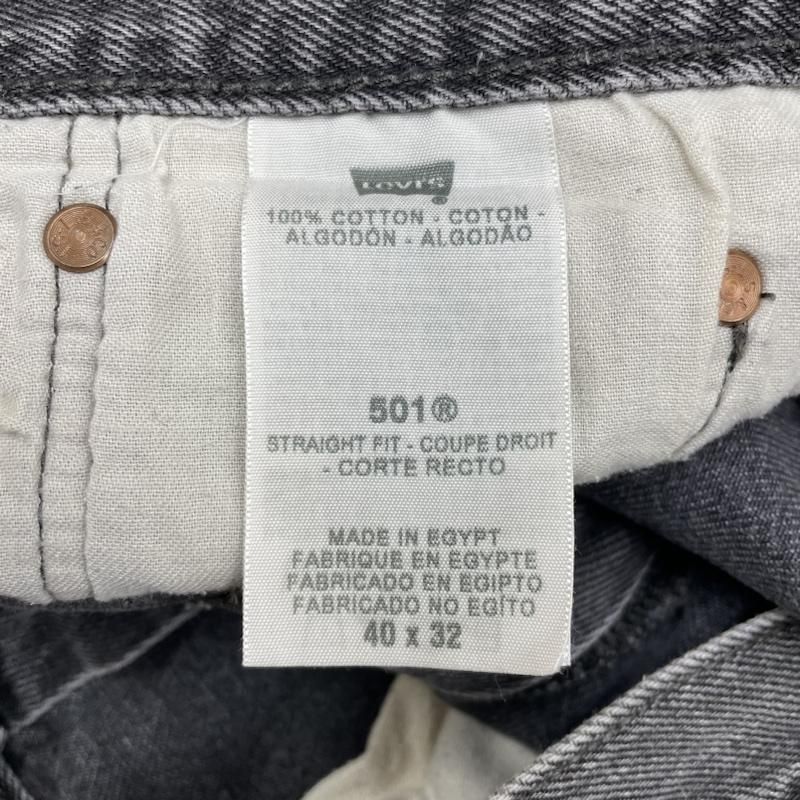 Levi's
®
100% COTTON - COTON -
ALGODÓN - ALGODÃO
501®
STRAIGHT FIT - COUPE DROIT
- CORTE RECTO
MADE IN EGYPT
FABRIQUE EN EGYPTE
FABRICADO EN EGIPTO
FABRICADO NO EGITO
40 x 32